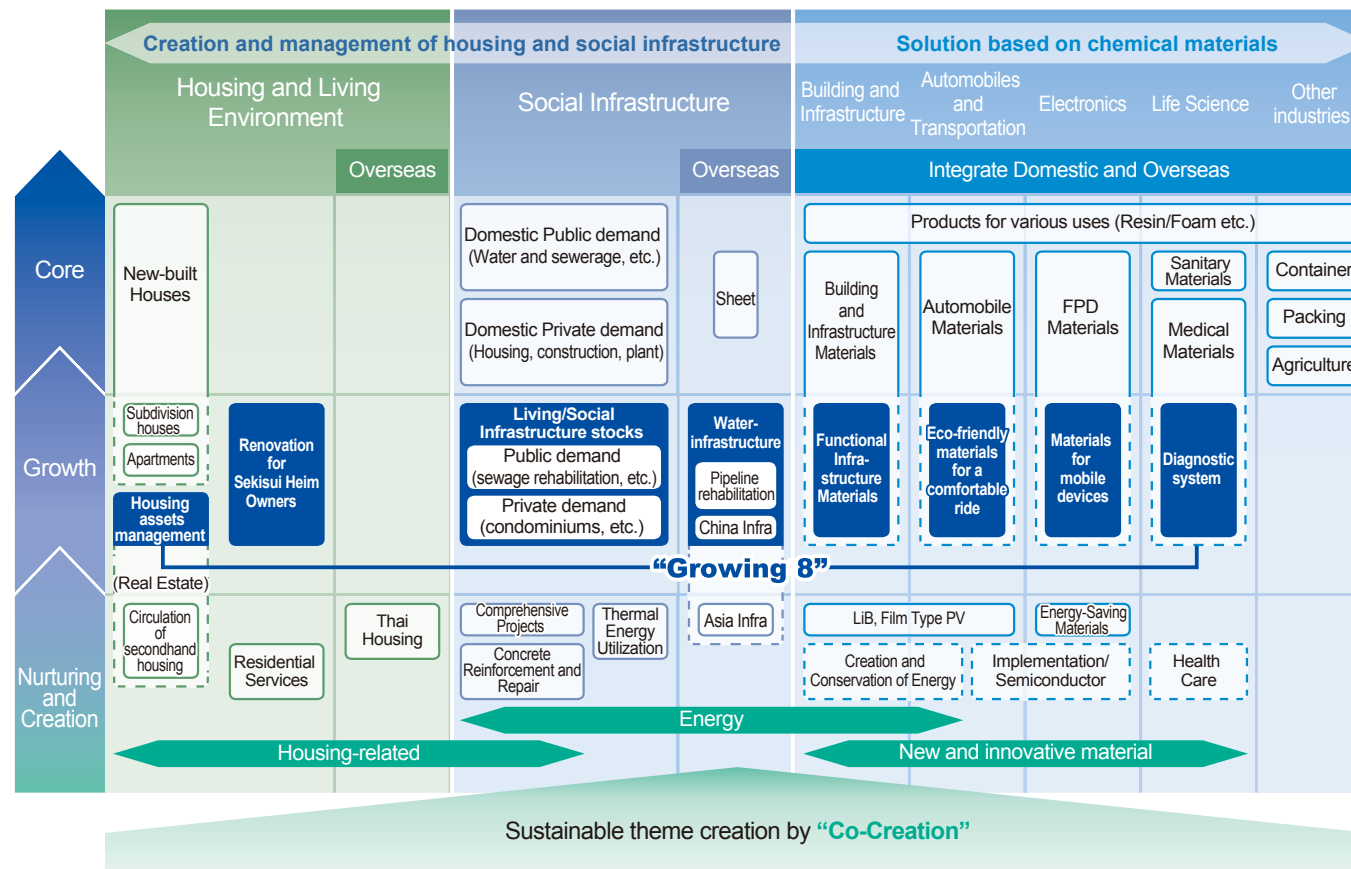 Creation and management of housing and social infrastructure
Solution based on chemical materials
Housing and Living
Environment
Social Infrastructure
Building and
Infrastructure
Automobiles
and
Transportation
Electronics
Life Science
Other
industries
Overseas
Overseas
Integrate Domestic and Overseas
Core
New-built
Houses
Domestic Public demand
(Water and sewerage, etc.)
Domestic Private demand
(Housing, construction, plant)
Sheet
Products for various uses (Resin/Foam etc.)
Building
and
Infrastructure
Materials
Automobile
Materials
FPD
Materials
Sanitary
Materials
Medical
Materials
Container
Packing
Agriculture
Growth
Subdivision
houses
Apartments
Housing
assets
management
Renovation
for
Sekisui Heim
Owners
Living/Social
Infrastructure stocks
Public demand
(sewage rehabilitation, etc.)
Private demand
(condominiums, etc.)
Water-
infrastructure
Pipeline
rehabilitation
China Infra
Functional
Infra-
structure
Materials
Eco-friendly
materials
for a
comfortable
ride
Materials
for
mobile
devices
Diagnostic
system
“Growing 8”
Nurturing
and
Creation
(Real Estate)
Circulation
of
secondhand
housing
Residential
Services
Thai
Housing
Comprehensive
Projects
Concrete
Reinforcement and
Repair
Thermal
Energy
Utilization
Asia Infra
LiB, Film Type PV
Energy-Saving
Materials
Creation and
Conservation of Energy
Implementation/
Semiconductor
Health
Care
Energy
Housing-related
New and innovative material
Sustainable theme creation by “Co-Creation”